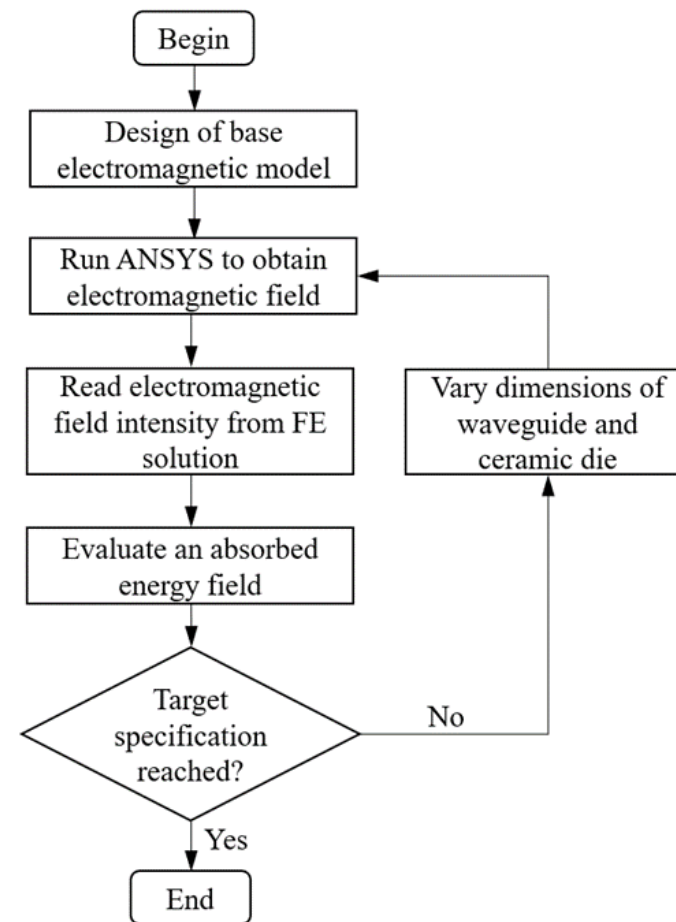 Begin
Design of base
electromagnetic model
Run ANSYS to obtain
electromagnetic field
Read electromagnetic
field intensity from FE
solution
Vary dimensions of
waveguide and
ceramic die
Evaluate an absorbed
energy field
Target
specification
reached?
No
Yes
End